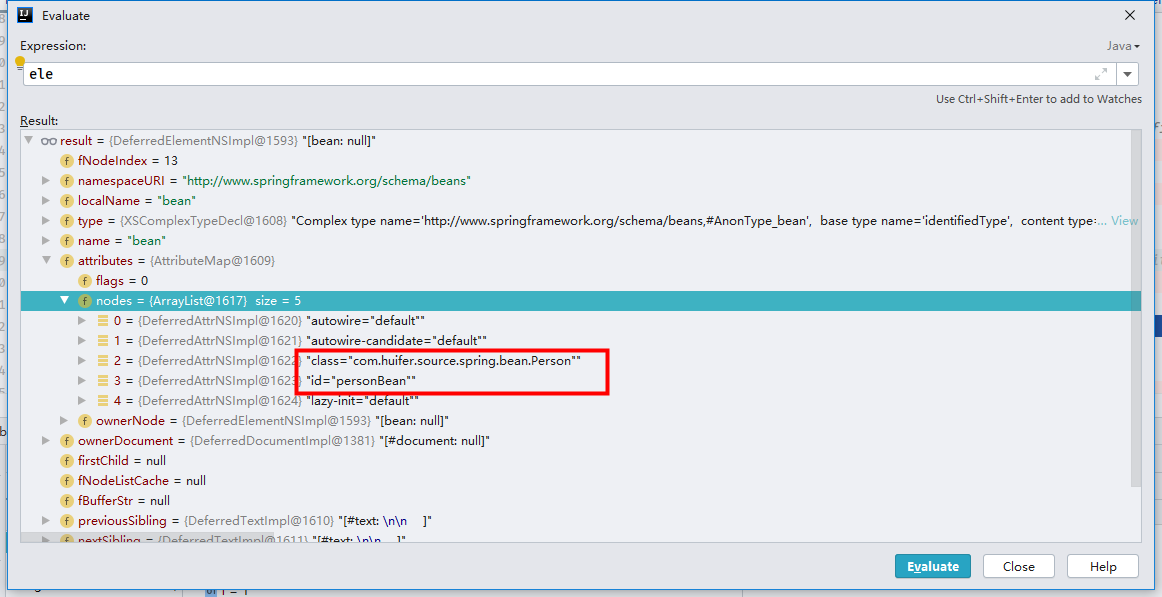 Evaluate
Expression:
Java
ele
Use Ctrl+Shift+Enter to add to Watches
Result:
result = {DeferredElementNSImpl@1593} "[bean: null]"
fNodeIndex = 13
namespaceURI = "http://www.springframework.org/schema/beans"
localName = "bean"
type = {XSComplexTypeDecl@1608} "Complex type name='http://www.springframework.org/schema/beans,#AnonType_bean', base type name='identifiedType', content type:... View
name = "bean"
attributes = {AttributeMap@1609}
flags = 0
nodes = {ArrayList@1617} size = 5
0 = {DeferredAttrNSImpl@1620} "autowire="default""
1 = {DeferredAttrNSImpl@1621} "autowire-candidate="default""
2 = {DeferredAttrNSImpl@1622} "class="com.huifer.source.spring.bean.Person""
3 = {DeferredAttrNSImpl@1623} "id="personBean""
4 = {DeferredAttrNSImpl@1624} "lazy-init="default""
ownerNode = {DeferredElementNSImpl@1593} "[bean: null]"
ownerDocument = {DeferredDocumentImpl@1381} "[#document: null]"
firstChild = null
fNodeListCache = null
fBufferStr = null
previousSibling = {DeferredTextImpl@1610} "[#text: \n\n    ]"
nextSibling = {DeferredTextImpl@1611} "[#text: \n\n    ]"
Evaluate
Close
Help